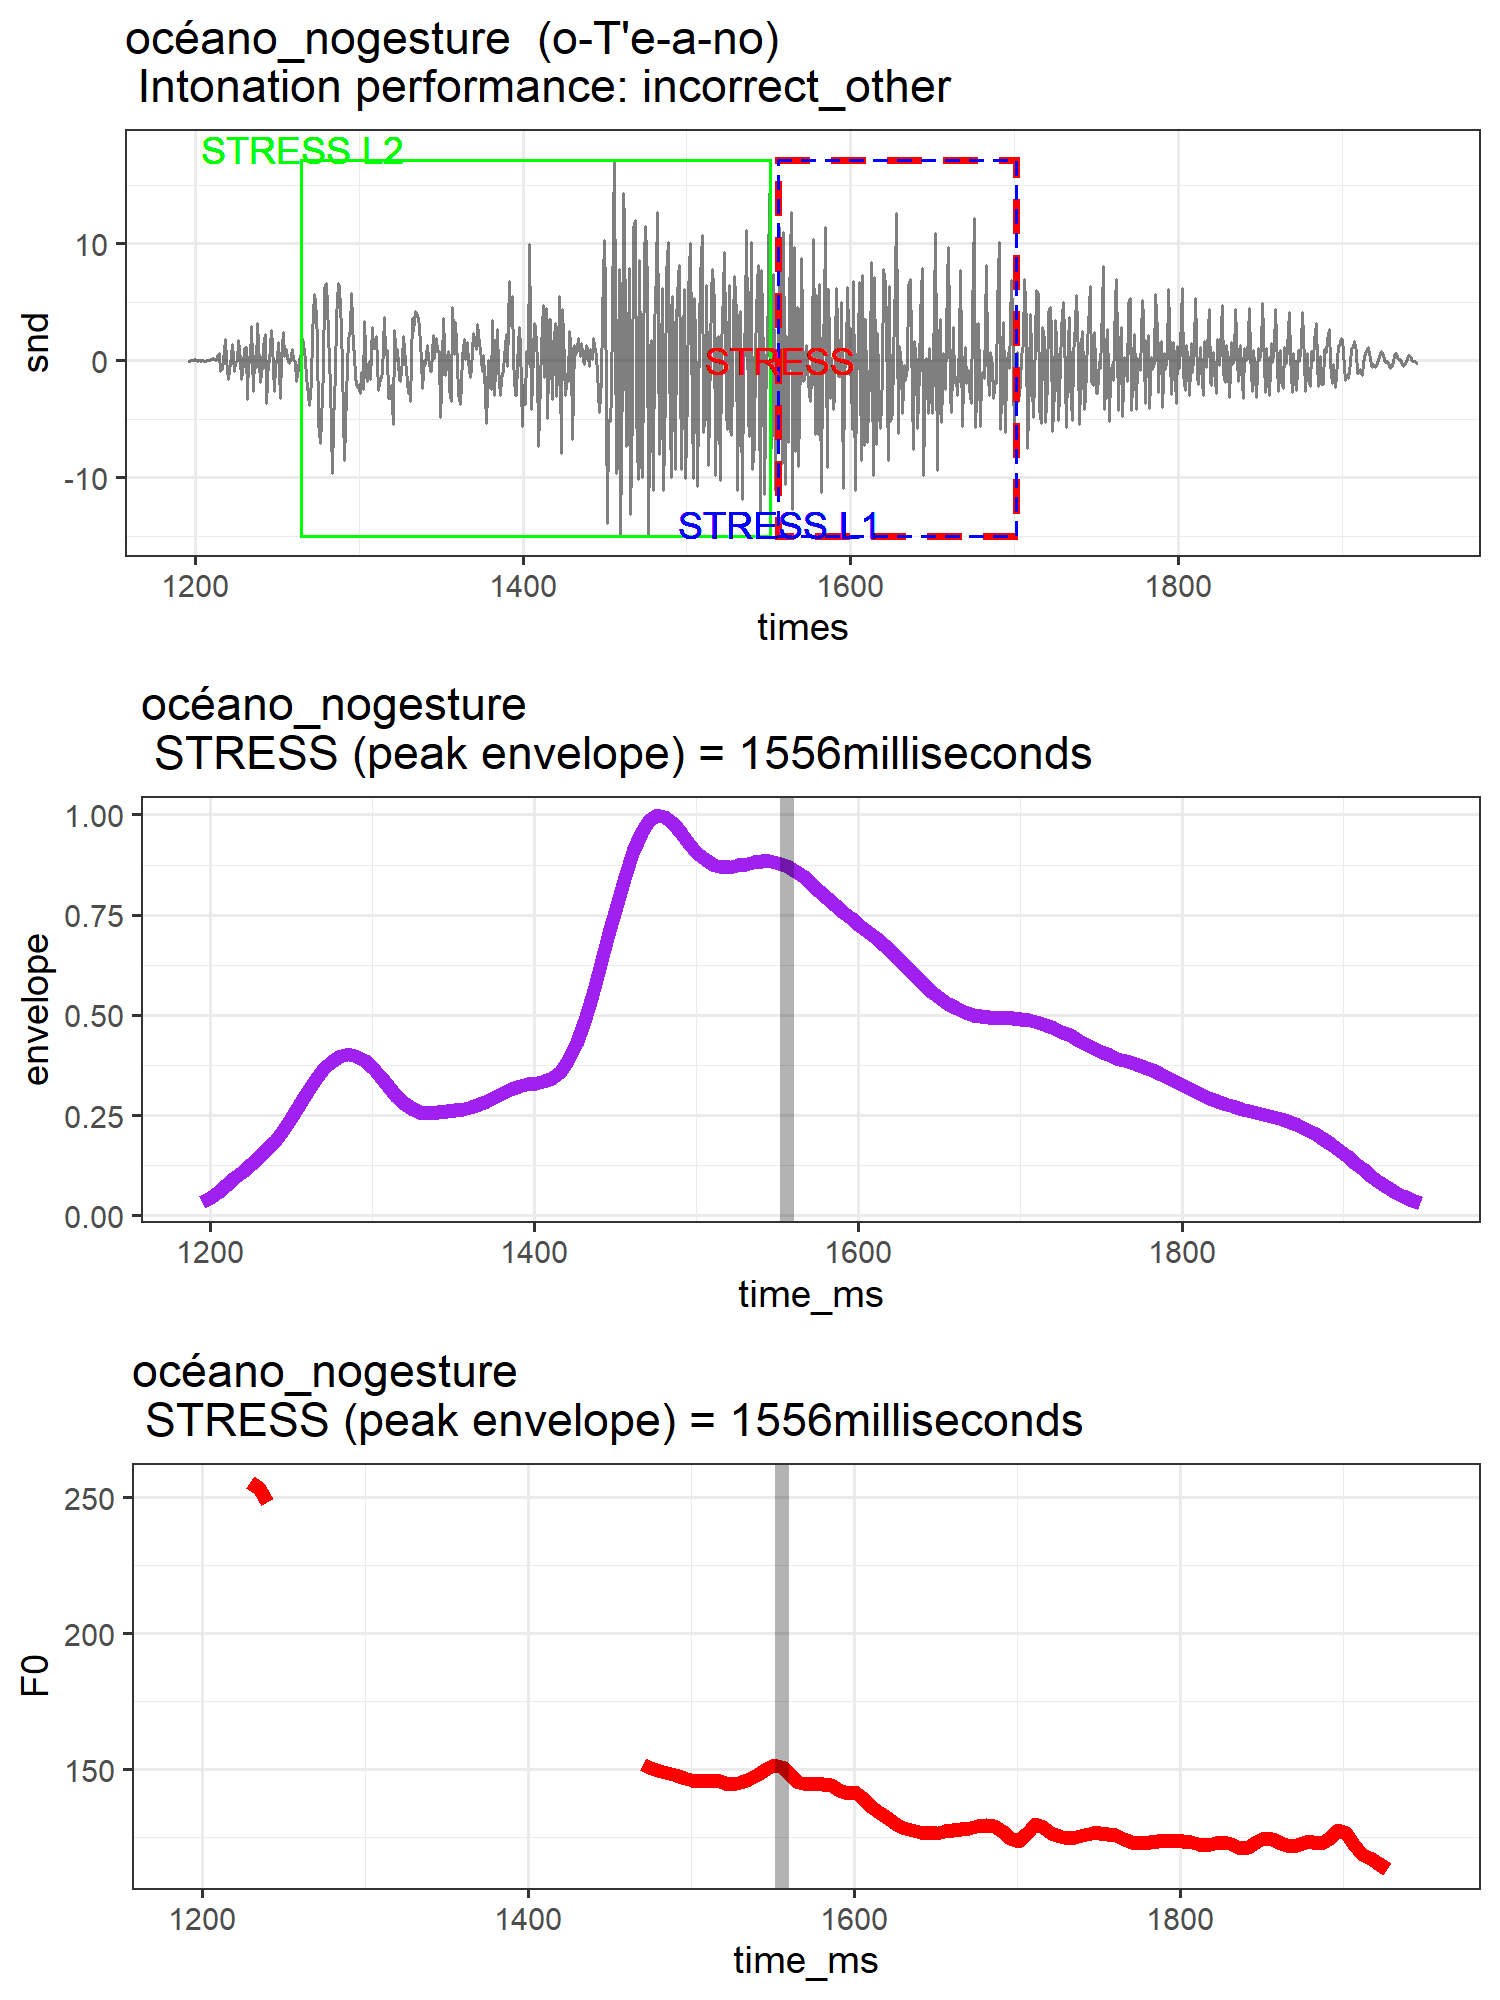 océano_nogesture  (o-T'e-a-no)
Intonation performance: incorrect_other
STRESS L2
10
0
-10
snd
STRESS
STRESS L1
1200 1400 1600 1800
times
océano_nogesture
STRESS (peak envelope) = 1556milliseconds
1.00
0.75
0.50
0.25
0.00
envelope
1200 1400 1600 1800
time_ms
océano_nogesture
STRESS (peak envelope) = 1556milliseconds
250
200
150
F0
1200 1400 1600 1800
time_ms